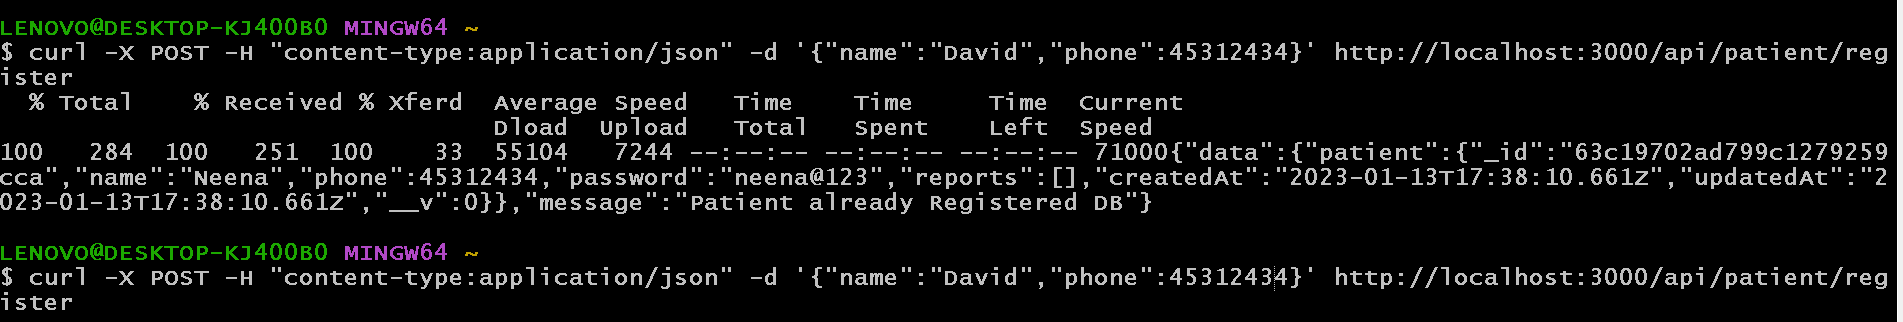 LENOVO@DESKTOP-KJ400B0 MINGW64 ~
$ curl -X POST -H "content-type:application/json" -d '{"name":"David","phone":45312434}' http://localhost:3000/api/patient/reg
ister
  % Total    % Received % Xferd  Average Speed   Time    Time     Time  Current
                                 Dload  Upload   Total   Spent    Left  Speed
100   284  100   251  100    33  55104   7244 --:--:-- --:--:-- --:--:-- 71000{"data":{"patient":{"_id":"63c19702ad799c1279259
cca","name":"Neena","phone":45312434,"password":"neena@123","reports":[],"createdAt":"2023-01-13T17:38:10.661Z","updatedAt":"2
023-01-13T17:38:10.661Z","__v":0}},"message":"Patient already Registered DB"}
LENOVO@DESKTOP-KJ400B0 MINGW64 ~
$ curl -X POST -H "content-type:application/json" -d '{"name":"David","phone":45312434}' http://localhost:3000/api/patient/reg
ister